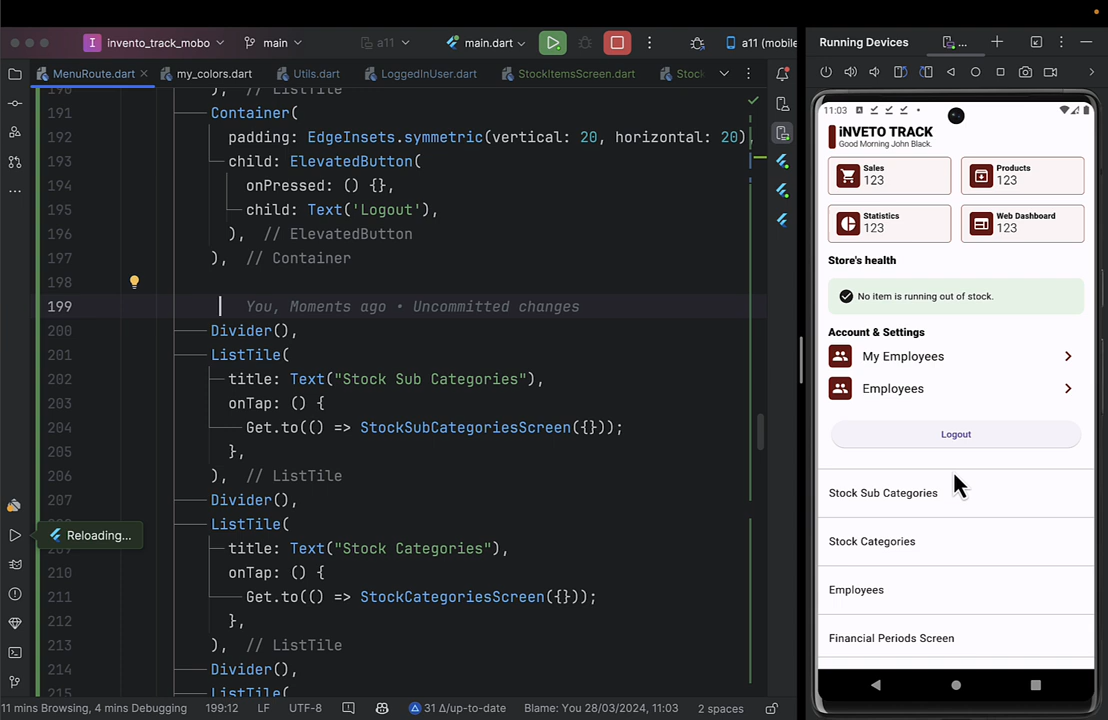 invento_track_mobo
main
a11
main.dart
a11 (mobile
Running Devices
...
MenuRoute.dart
my_colors.dart
Utils.dart
LoggedInUser.dart
StockItemsScreen.dart
Stock
190 ), // ListTile
191 Container(
192 padding: EdgeInsets.symmetric(vertical: 20, horizontal: 20),
193 child: ElevatedButton(
194 onPressed: () {},
195 child: Text('Logout'),
196 ), // ElevatedButton
197 ), // Container
198
199 You, Moments ago • Uncommitted changes
200 Divider(),
201 ListTile(
202 title: Text("Stock Sub Categories"),
203 onTap: () {
204 Get.to(() => StockSubCategoriesScreen({}));
205 },
206 ), // ListTile
207 Divider(),
208 ListTile(
209 title: Text("Stock Categories"),
210 onTap: () {
211 Get.to(() => StockCategoriesScreen({}));
212 },
213 ), // ListTile
214 Divider(),
215 ListTile(
Reloading...
11 mins Browsing, 4 mins Debugging
199:12
LF
UTF-8
31 Δ/up-to-date
Blame: You 28/03/2024, 11:03
2 spaces
11:03
iNVETO TRACK
Good Morning John Black.
Sales
123
Products
123
Statistics
123
Web Dashboard
123
Store's health
No item is running out of stock.
Account & Settings
My Employees
Employees
Logout
Stock Sub Categories
Stock Categories
Employees
Financial Periods Screen